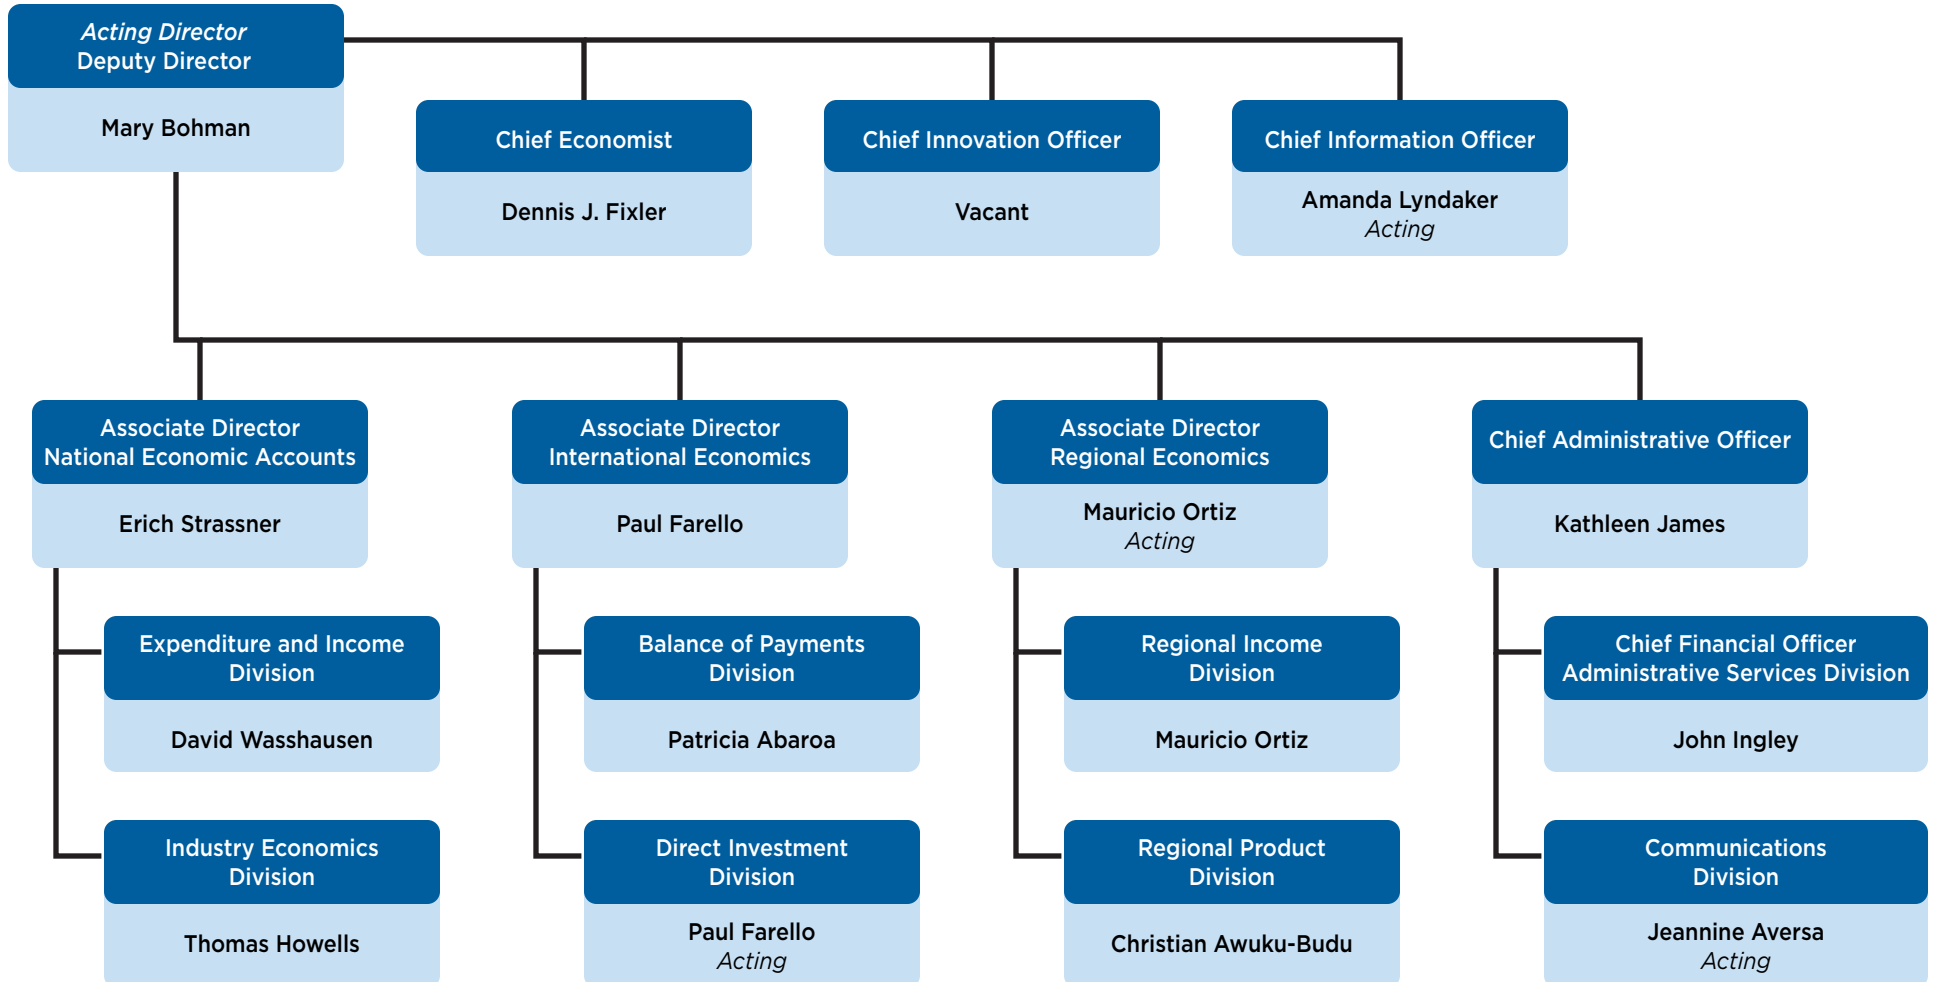 Acting Director
Deputy Director
Mary Bohman
Chief Economist
Dennis J. Fixler
Chief Innovation Officer
Vacant
Chief Information Officer
Amanda Lyndaker
Acting
Associate Director
National Economic Accounts
Erich Strassner
Expenditure and Income
Division
David Wasshausen
Industry Economics
Division
Thomas Howells
Associate Director
International Economics
Paul Farello
Balance of Payments
Division
Patricia Abaroa
Direct Investment
Division
Paul Farello
Acting
Associate Director
Regional Economics
Mauricio Ortiz
Acting
Regional Income
Division
Mauricio Ortiz
Regional Product
Division
Christian Awuku-Budu
Chief Administrative Officer
Kathleen James
Chief Financial Officer
Administrative Services Division
John Ingley
Communications
Division
Jeannine Aversa
Acting